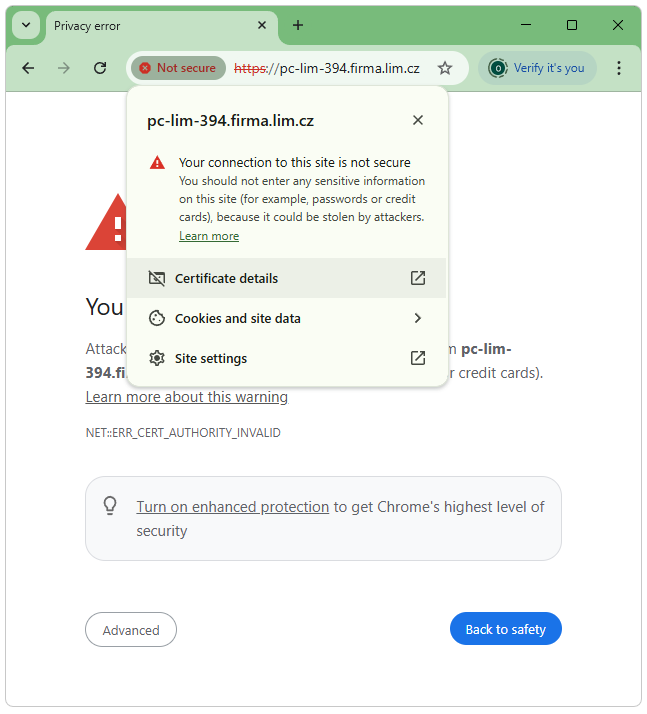 Privacy error
Not secure https://pc-lim-394.firma.lim.cz Verify it's you
pc-lim-394.firma.lim.cz
Your connection to this site is not secure
You should not enter any sensitive information
on this site (for example, passwords or credit
cards), because it could be stolen by attackers.
Learn more
Certificate details
Cookies and site data
Site settings
You
Attack pc-lim-
394.fi r credit cards).
Learn more about this warning
NET::ERR_CERT_AUTHORITY_INVALID
Turn on enhanced protection to get Chrome's highest level of
security
Advanced
Back to safety